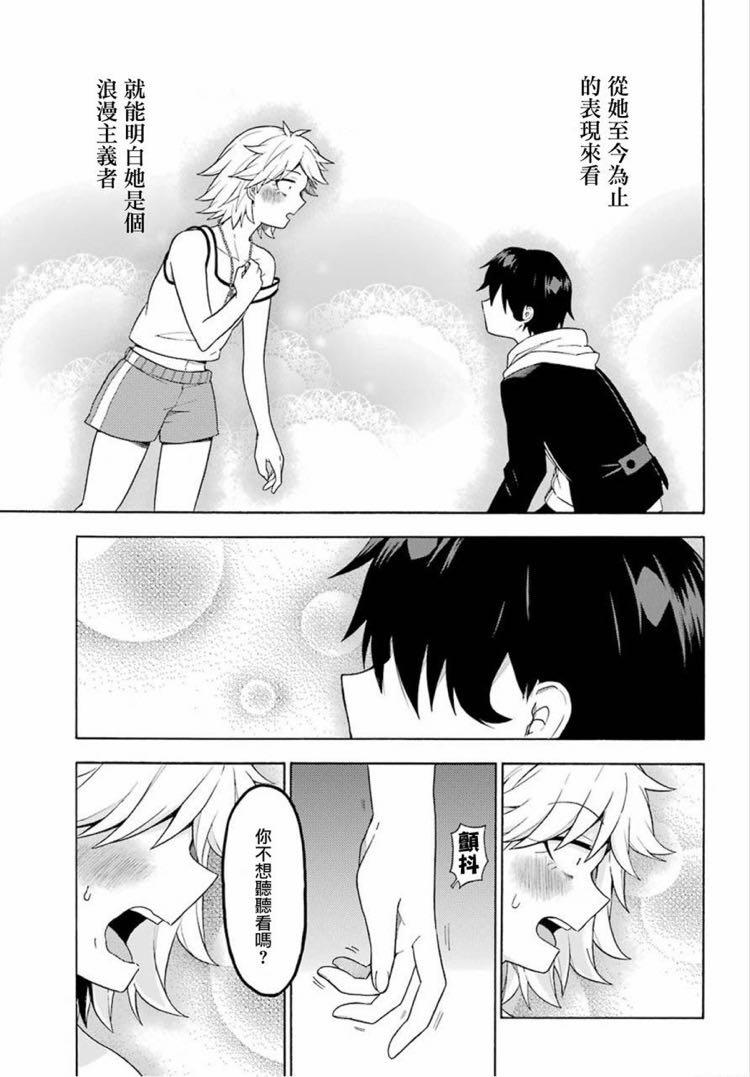 從她至今為止
的表現來看
就能明白她是個
浪漫主義者
顫抖
你不想聽聽看嗎？